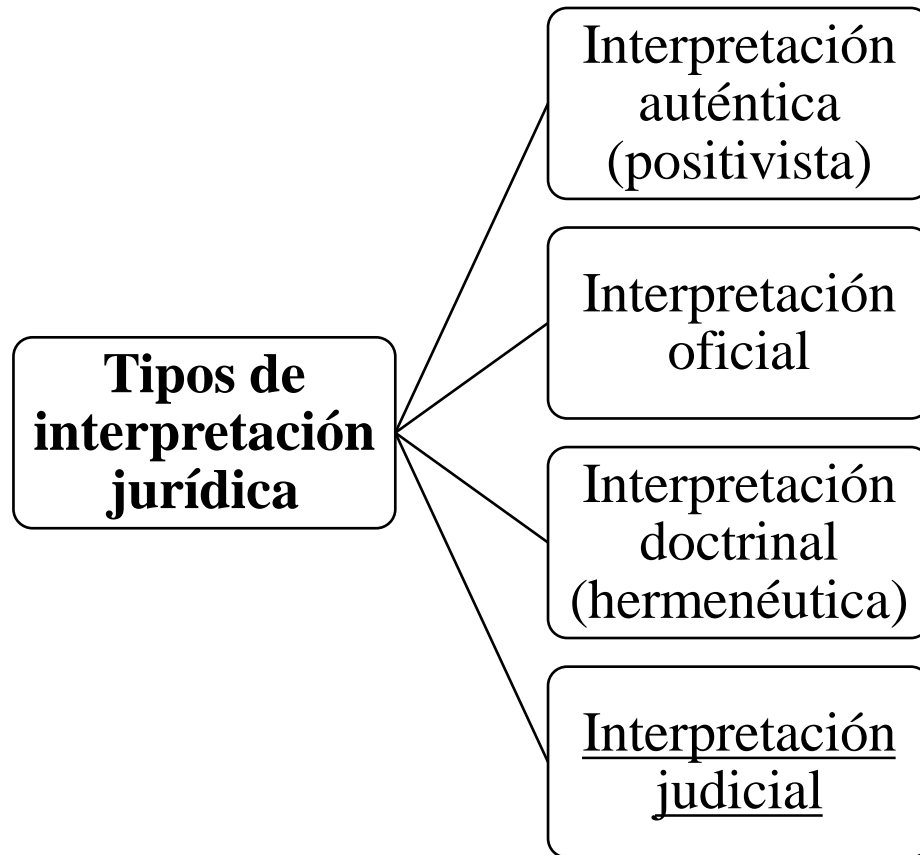 Tipos de
interpretación
jurídica
Interpretación
auténtica
(positivista)
Interpretación
oficial
Interpretación
doctrinal
(hermenéutica)
Interpretación
judicial